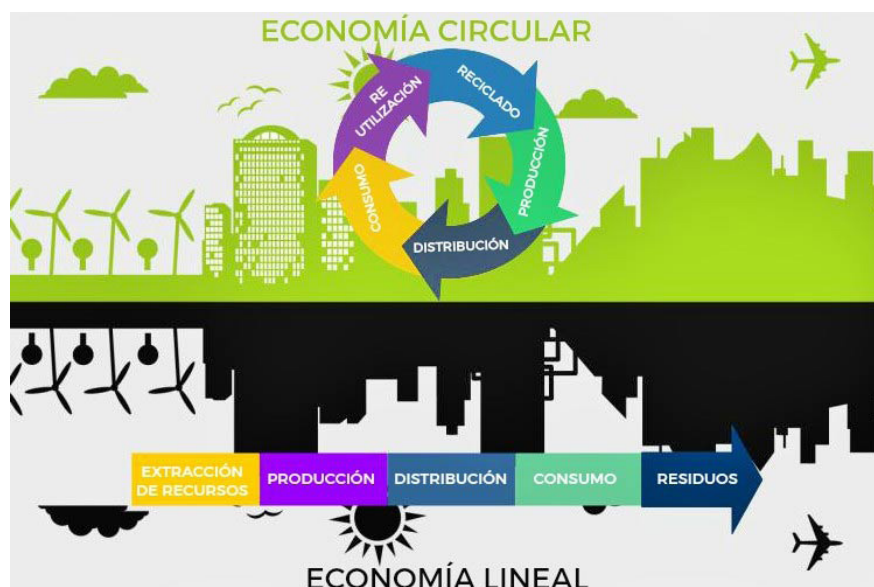 ECONOMÍA CIRCULAR
RE
UTILIZACIÓN
RECICLADO
PRODUCCIÓN
DISTRIBUCIÓN
CONSUMO
EXTRACCIÓN
DE RECURSOS
PRODUCCIÓN
DISTRIBUCIÓN
CONSUMO
RESIDUOS
ECONOMÍA LINEAL